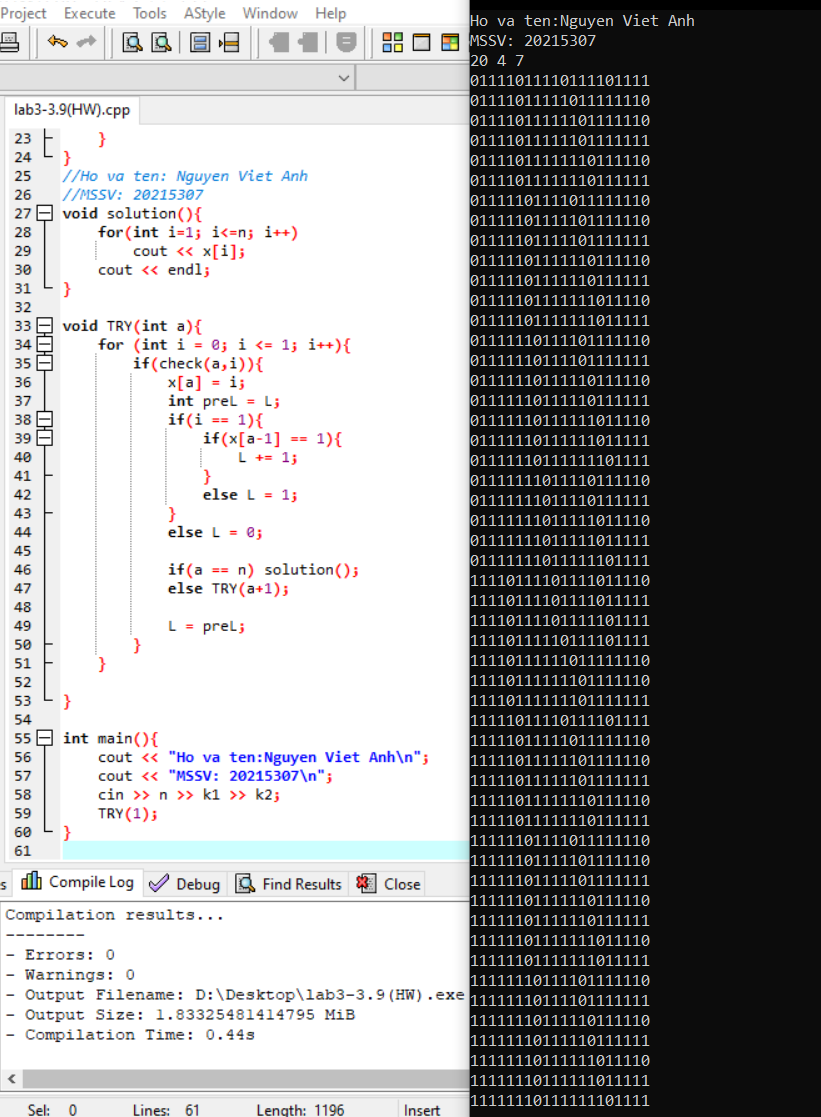 Project Execute Tools AStyle Window Help
lab3-3.9(HW).cpp
23 }
24 }
25 //Ho va ten: Nguyen Viet Anh
26 //MSSV: 20215307
27 void solution(){
28 for(int i=1; i<=n; i++)
29 cout << x[i];
30 cout << endl;
31 }
32
33 void TRY(int a){
34 for (int i = 0; i <= 1; i++){
35 if(check(a,i)){
36 x[a] = i;
37 int preL = L;
38 if(i == 1){
39 if(x[a-1] == 1){
40 L += 1;
41 }
42 else L = 1;
43 }
44 else L = 0;
45
46 if(a == n) solution();
47 else TRY(a+1);
48
49 L = preL;
50 }
51 }
52
53 }
54
55 int main(){
56 cout << "Ho va ten:Nguyen Viet Anh\n";
57 cout << "MSSV: 20215307\n";
58 cin >> n >> k1 >> k2;
59 TRY(1);
60 }
61
s Compile Log Debug Find Results Close
Compilation results...
--------
- Errors: 0
- Warnings: 0
- Output Filename: D:\Desktop\lab3-3.9(HW).exe
- Output Size: 1.83325481414795 MiB
- Compilation Time: 0.44s
Sel: 0 Lines: 61 Length: 1196 Insert
Ho va ten:Nguyen Viet Anh
MSSV: 20215307
20 4 7
01111011110111101111
01111011111011111110
01111011111101111110
01111011111101111111
01111011111110111110
01111011111110111111
01111101111011111110
01111101111101111110
01111101111101111111
01111101111110111110
01111101111110111111
01111101111111011110
01111101111111011111
01111110111101111110
01111110111101111111
01111110111110111110
01111110111110111111
01111110111111011110
01111110111111011111
01111110111111101111
01111111011110111110
01111111011110111111
01111111011111011110
01111111011111011111
01111111011111101111
11110111101111011110
11110111101111011111
11110111101111101111
11110111110111101111
11110111111011111110
11110111111101111110
11110111111101111111
11111011110111101111
11111011111011111110
11111011111101111110
11111011111101111111
11111011111110111110
11111011111110111111
11111101111011111110
11111101111101111110
11111101111101111111
11111101111110111110
11111101111110111111
11111101111111011110
11111101111111011111
11111110111101111110
11111110111101111111
11111110111110111110
11111110111110111111
11111110111111011110
11111110111111011111
11111110111111101111